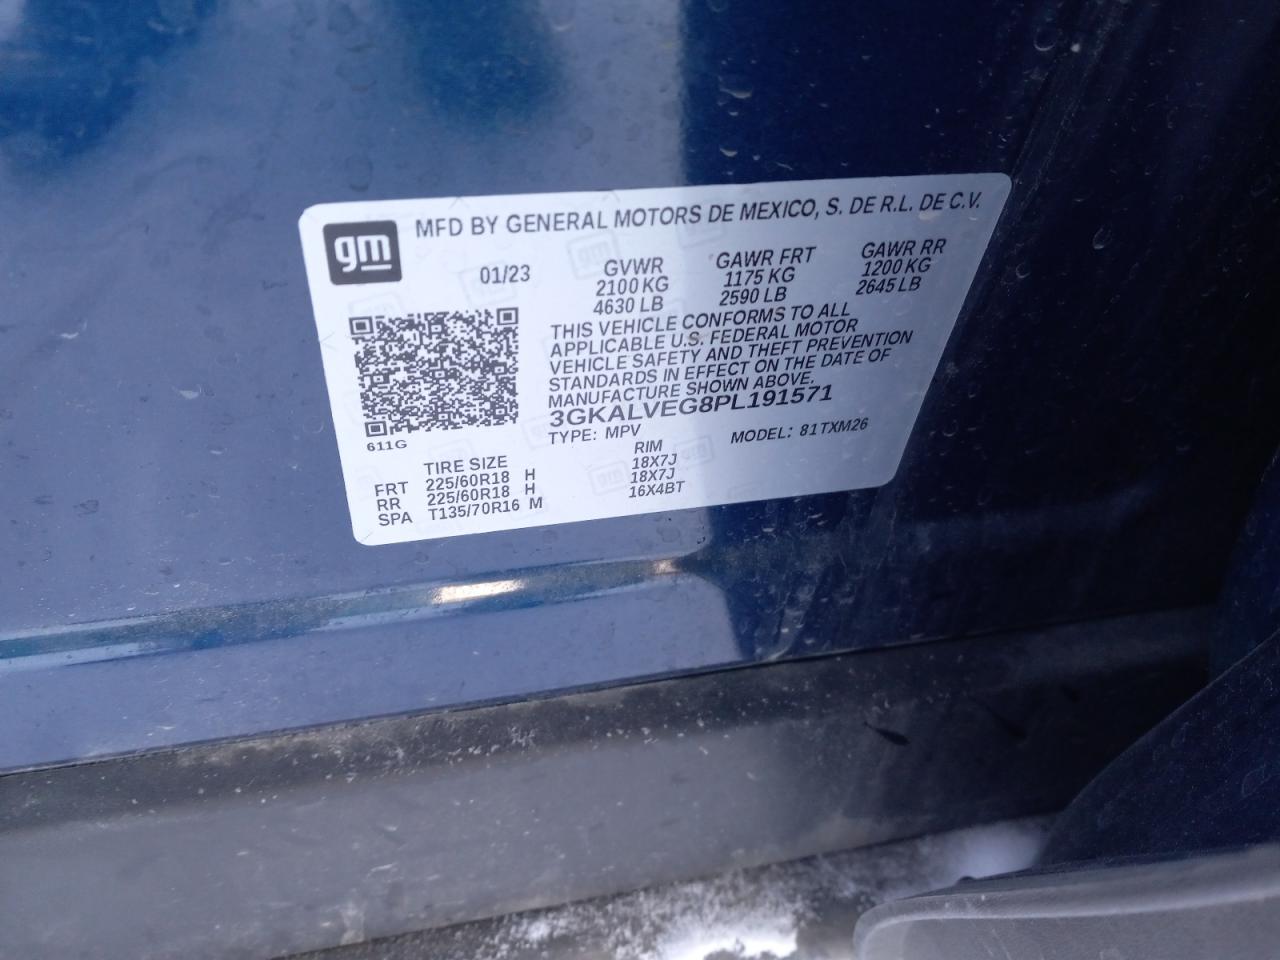 gm
MFD BY GENERAL MOTORS DE MEXICO, S. DE R.L. DE C.V.
01/23
GVWR GAWR FRT GAWR RR
2100 KG 1175 KG 1200 KG
4630 LB 2590 LB 2645 LB
THIS VEHICLE CONFORMS TO ALL
APPLICABLE U.S. FEDERAL MOTOR
VEHICLE SAFETY AND THEFT PREVENTION
STANDARDS IN EFFECT ON THE DATE OF
MANUFACTURE SHOWN ABOVE.
3GKALVEG8PL191571
611G
TYPE: MPV MODEL: 81TXM26
TIRE SIZE RIM
FRT 225/60R18 H 18X7J
RR 225/60R18 H 18X7J
SPA T135/70R16 M 16X4BT